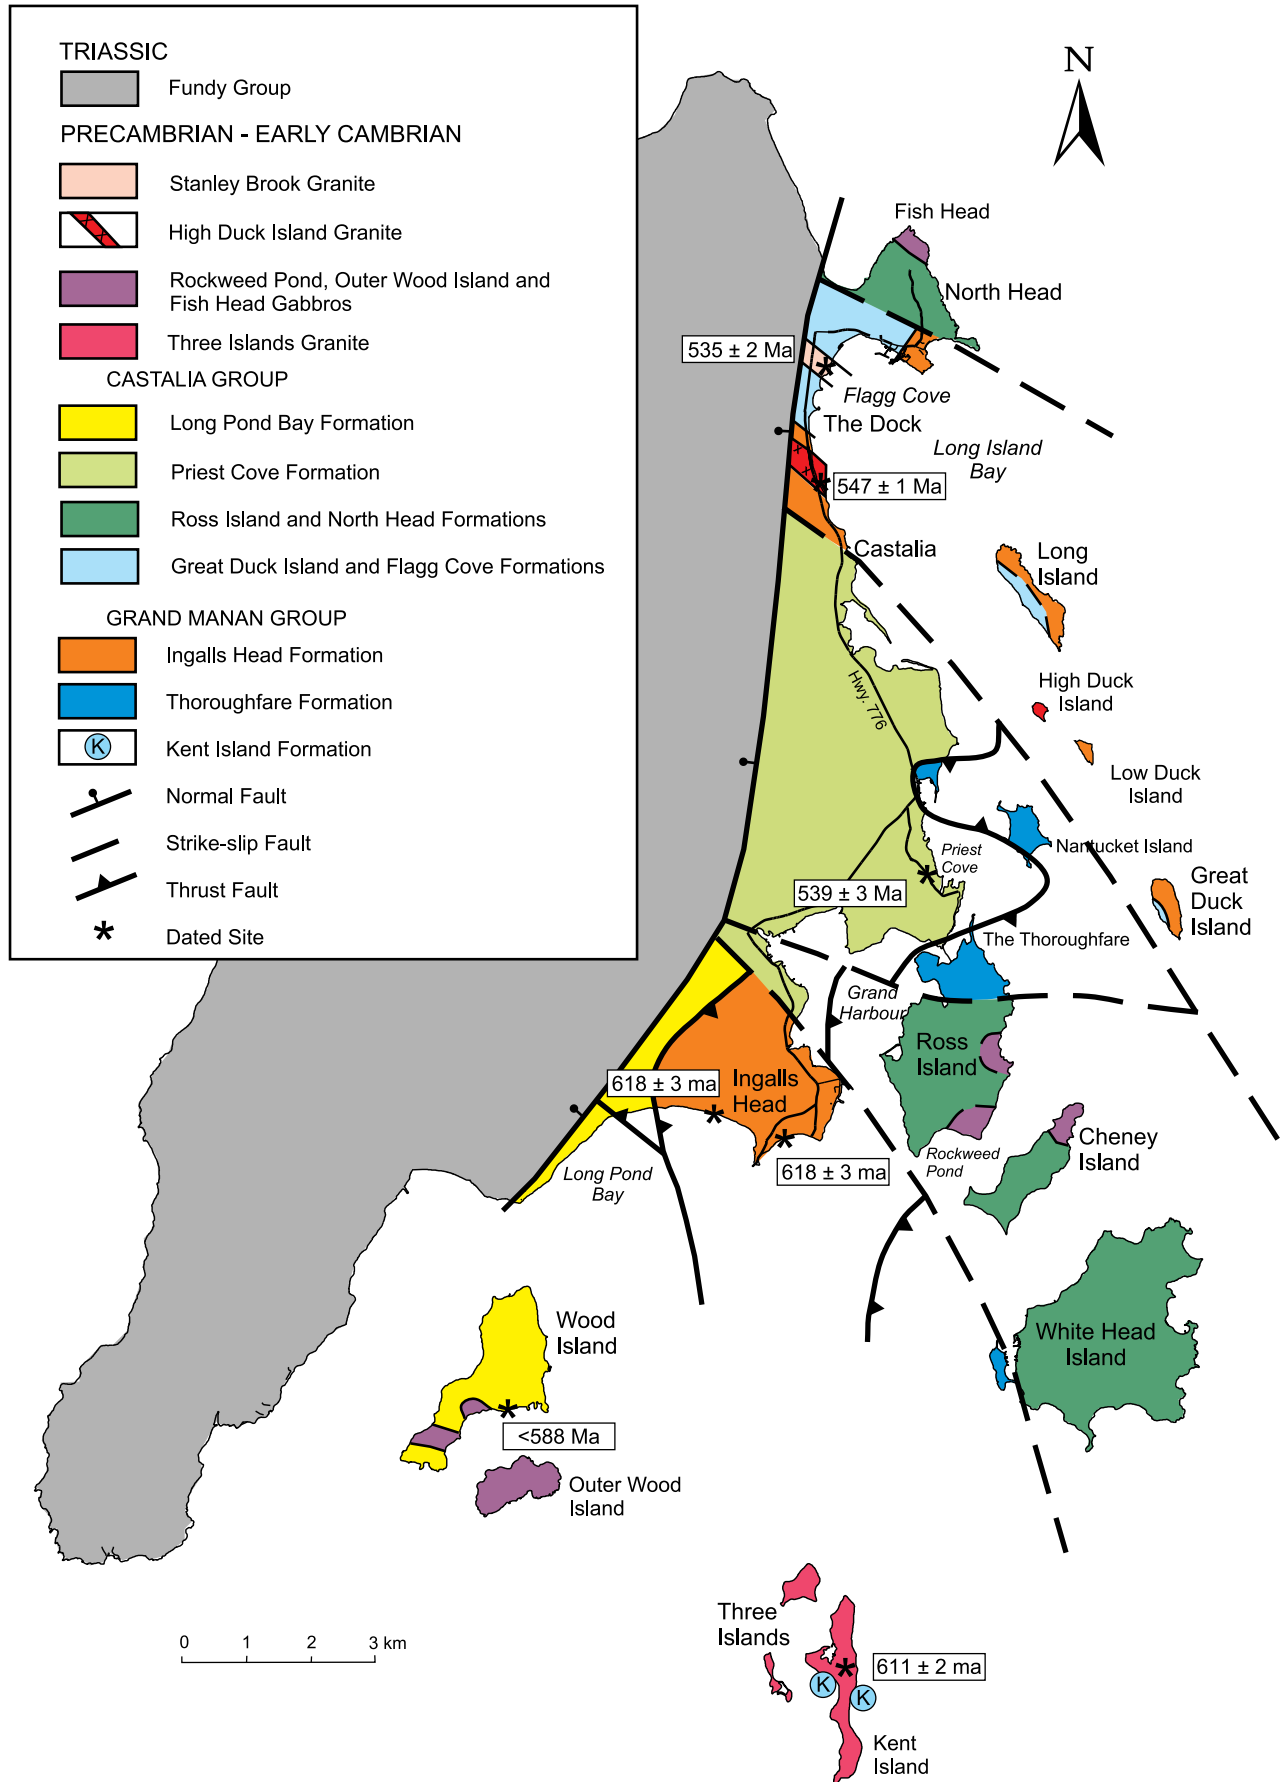 TRIASSIC
Fundy Group
PRECAMBRIAN - EARLY CAMBRIAN
Stanley Brook Granite
High Duck Island Granite
Rockweed Pond, Outer Wood Island and
Fish Head Gabbros
Three Islands Granite
CASTALIA GROUP
Long Pond Bay Formation
Priest Cove Formation
Ross Island and North Head Formations
Great Duck Island and Flagg Cove Formations
GRAND MANAN GROUP
Ingalls Head Formation
Thoroughfare Formation
K
Kent Island Formation
Normal Fault
Strike-slip Fault
Thrust Fault
* Dated Site
N
Fish Head
North Head
535 ± 2 Ma
Flagg Cove
The Dock
Long Island
Bay
547 ± 1 Ma
Castalia
Long
Island
Hwy. 776
High Duck
Island
Low Duck
Island
Nantucket Island
Priest
Cove
539 ± 3 Ma
Great
Duck
Island
The Thoroughfare
Grand
Harbour
Ross
Island
618 ± 3 ma
Ingalls
Head
Cheney
Island
Rockweed
Pond
618 ± 3 ma
Long Pond
Bay
Wood
Island
White Head
Island
<588 Ma
Outer Wood
Island
Three
Islands
0 1 2 3 km
611 ± 2 ma
K
K
Kent
Island